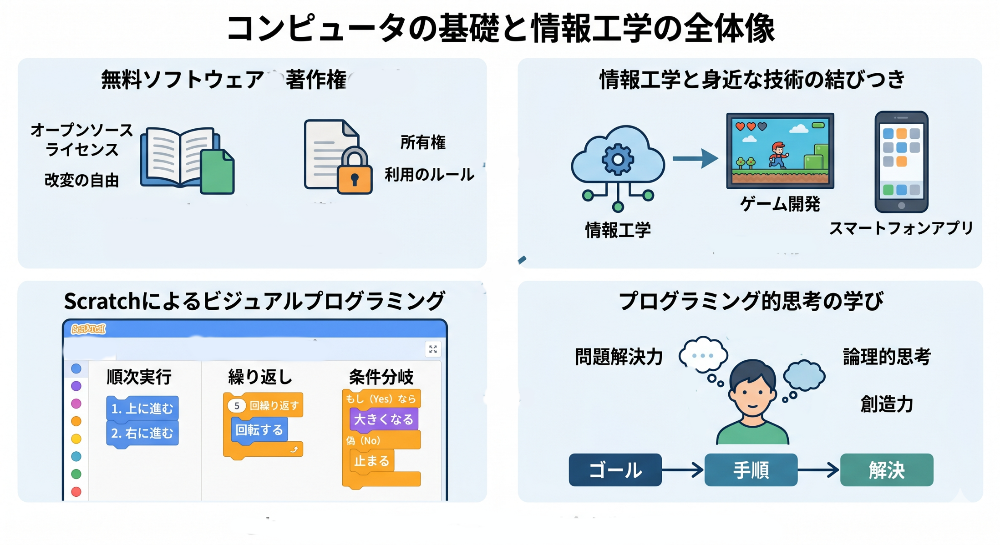 コンピュータの基礎と情報工学の全体像
無料ソフトウェア 著作権
オープンソース
ライセンス
改変の自由
所有権
利用のルール
情報工学と身近な技術の結びつき
情報工学
ゲーム開発
スマートフォンアプリ
Scratchによるビジュアルプログラミング
SCRATCH
順次実行
1. 上に進む
2. 右に進む
繰り返し
5 回繰り返す
回転する
条件分岐
もし（Yes）なら
大きくなる
偽（No）
止まる
プログラミング的思考の学び
問題解決力
論理的思考
創造力
ゴール
手順
解決